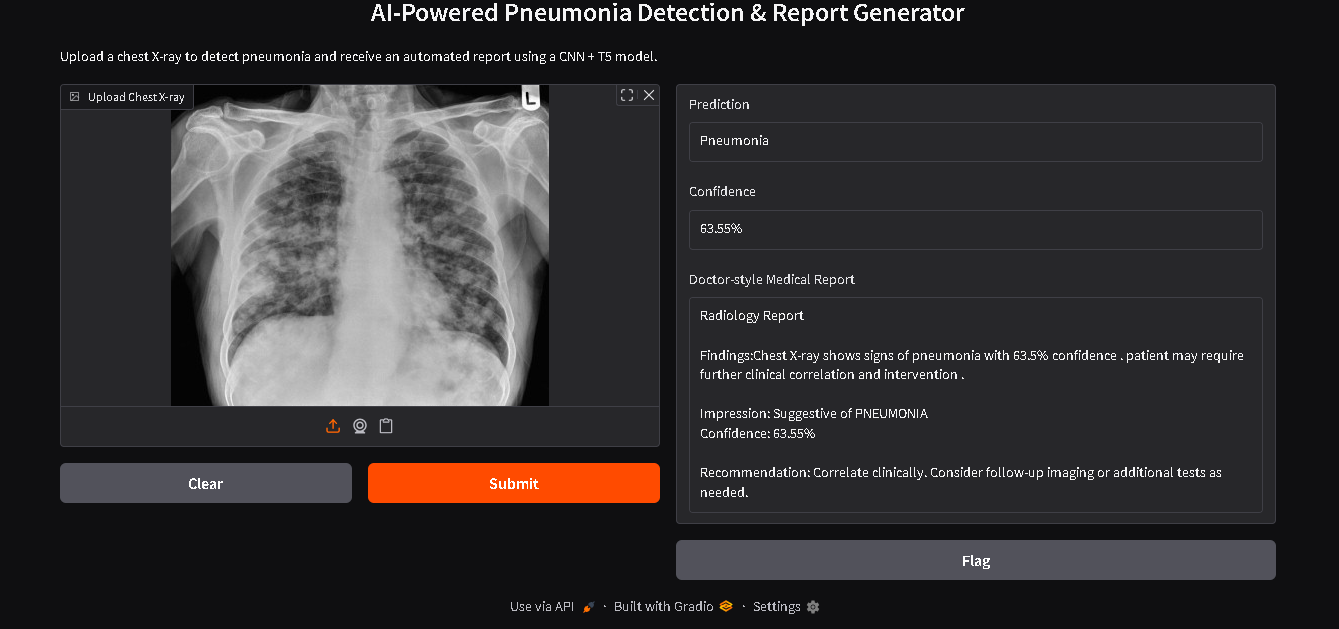 AI-Powered Pneumonia Detection & Report Generator
Upload a chest X-ray to detect pneumonia and receive an automated report using a CNN + T5 model.
Upload Chest X-ray
L
Clear
Submit
Prediction
Pneumonia
Confidence
63.55%
Doctor-style Medical Report
Radiology Report
Findings:Chest X-ray shows signs of pneumonia with 63.5% confidence . patient may require
further clinical correlation and intervention .
Impression: Suggestive of PNEUMONIA
Confidence: 63.55%
Recommendation: Correlate clinically. Consider follow-up imaging or additional tests as
needed.
Flag
Use via API · Built with Gradio · Settings